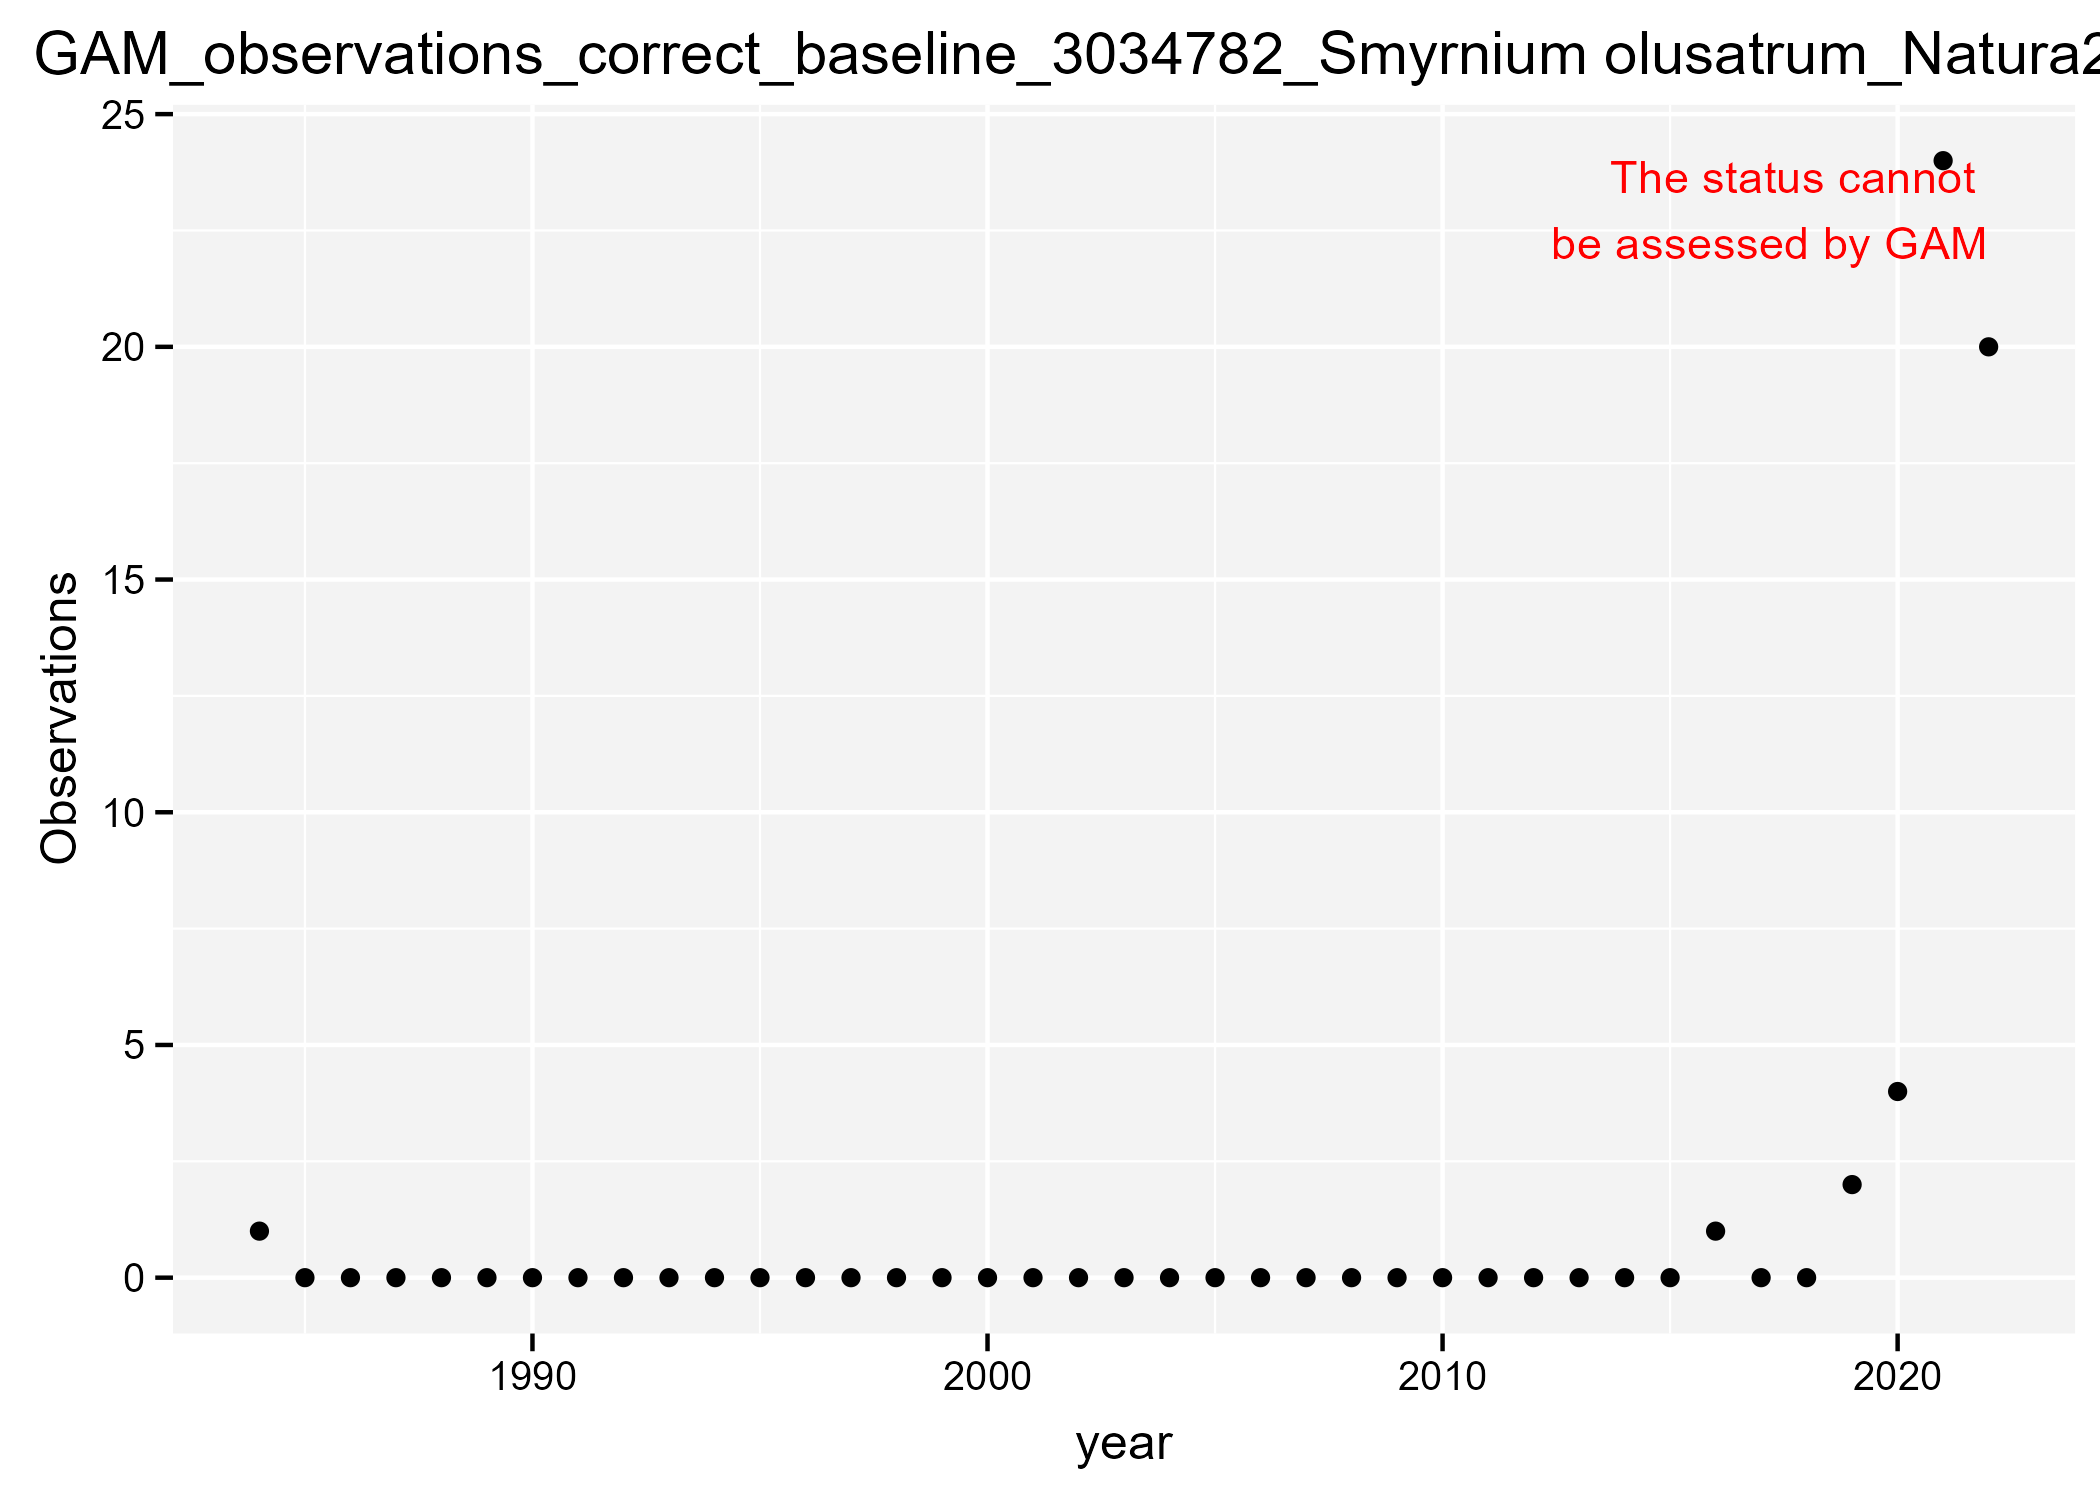 GAM_observations_correct_baseline_3034782_Smyrnium olusatrum_Natura2
25
The status cannot
be assessed by GAM
20
15
Observations
10
5
0
1990 2000 2010 2020
year